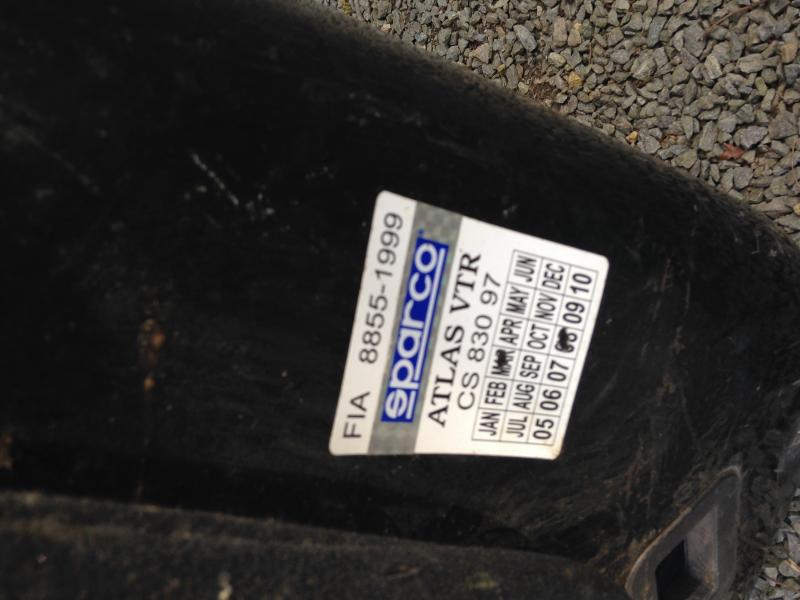 FIA 8855-1999
sparco
ATLAS VTR
CS 830 97
JAN FEB MAR APR MAY JUN
JUL AUG SEP OCT NOV DEC
05 06 07 08 09 10